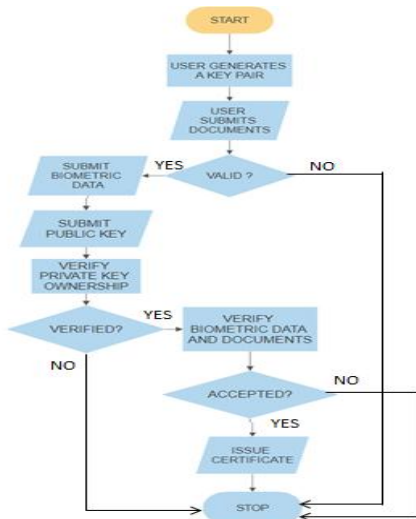 START
USER GENERATES
A KEY PAIR
USER
SUBMITS
DOCUMENTS
VALID ?
YES
NO
SUBMIT
BIOMETRIC
DATA
SUBMIT
PUBLIC KEY
VERIFY
PRIVATE KEY
OWNERSHIP
VERIFIED?
YES
NO
VERIFY
BIOMETRIC DATA
AND DOCUMENTS
ACCEPTED?
NO
YES
ISSUE
CERTIFICATE
STOP